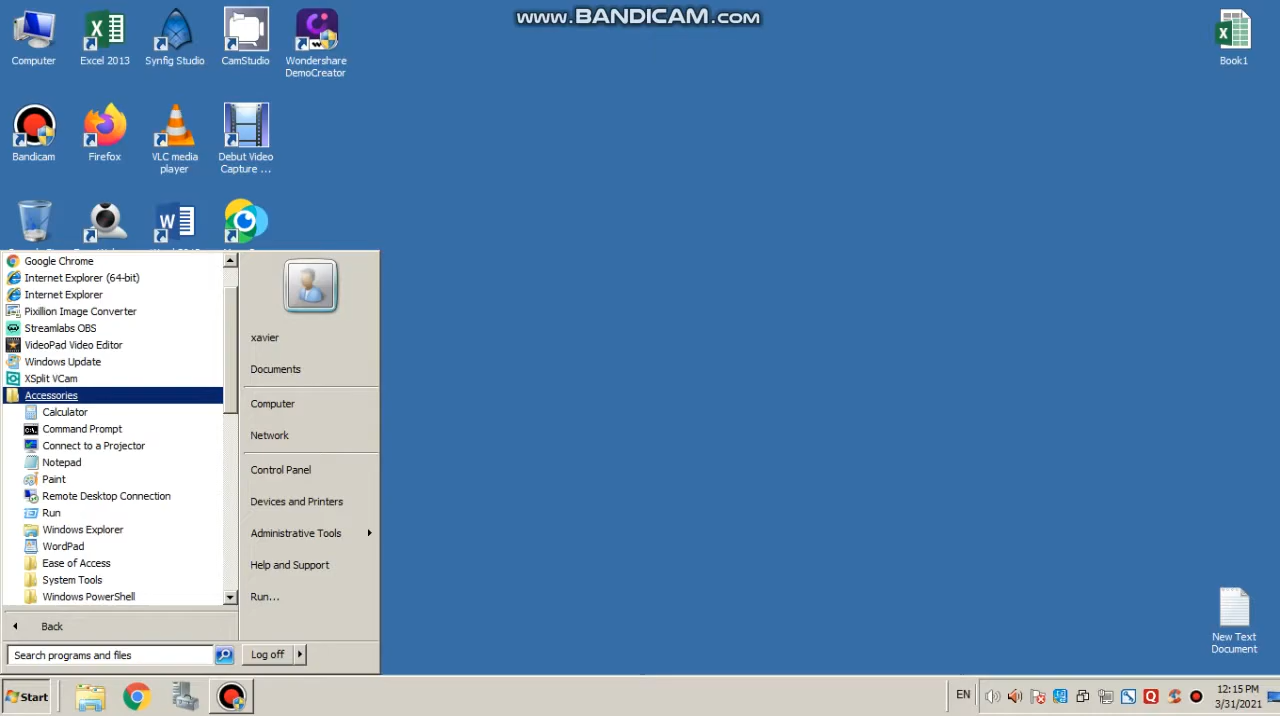 www.BANDICAM.com
Computer
Excel 2013
Synfig Studio
CamStudio
Wondershare
DemoCreator
Book1
Bandicam
Firefox
VLC media
player
Debut Video
Capture ...
Google Chrome
Internet Explorer (64-bit)
Internet Explorer
Pixillion Image Converter
Streamlabs OBS
VideoPad Video Editor
Windows Update
XSplit VCam
Accessories
Calculator
Command Prompt
Connect to a Projector
Notepad
Paint
Remote Desktop Connection
Run
Windows Explorer
WordPad
Ease of Access
System Tools
Windows PowerShell
Back
Search programs and files
xavier
Documents
Computer
Network
Control Panel
Devices and Printers
Administrative Tools
Help and Support
Run...
Log off
New Text
Document
Start
EN
12:15 PM
3/31/2021